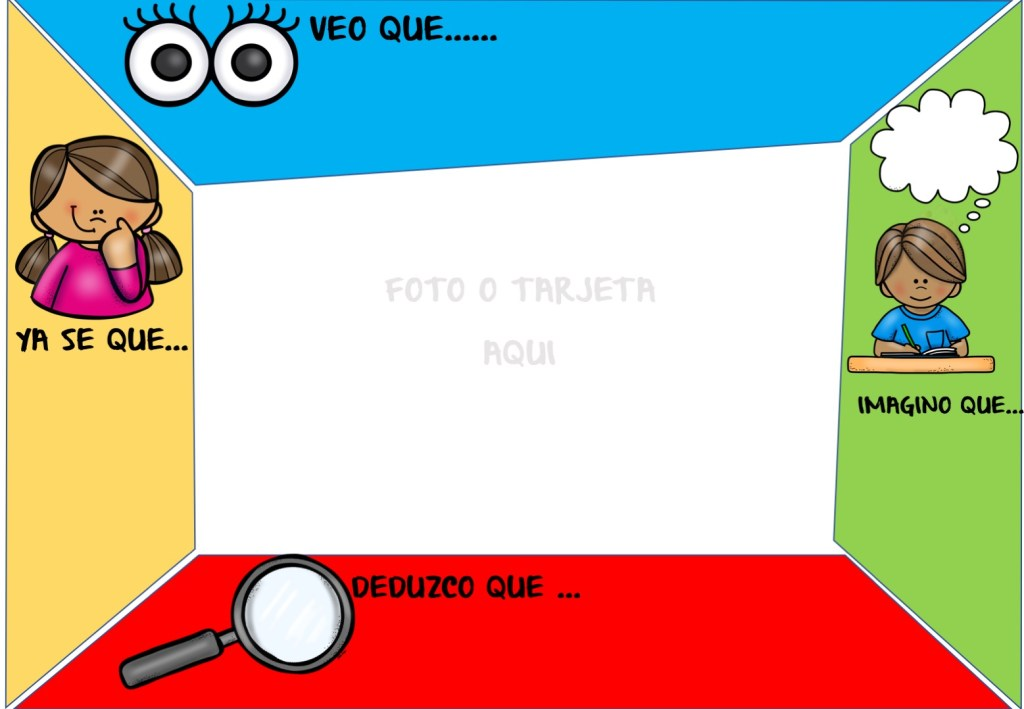 VEO QUE......
YA SE QUE...
FOTO O TARJETA
AQUI
IMAGINO QUE...
DEDUZCO QUE ...